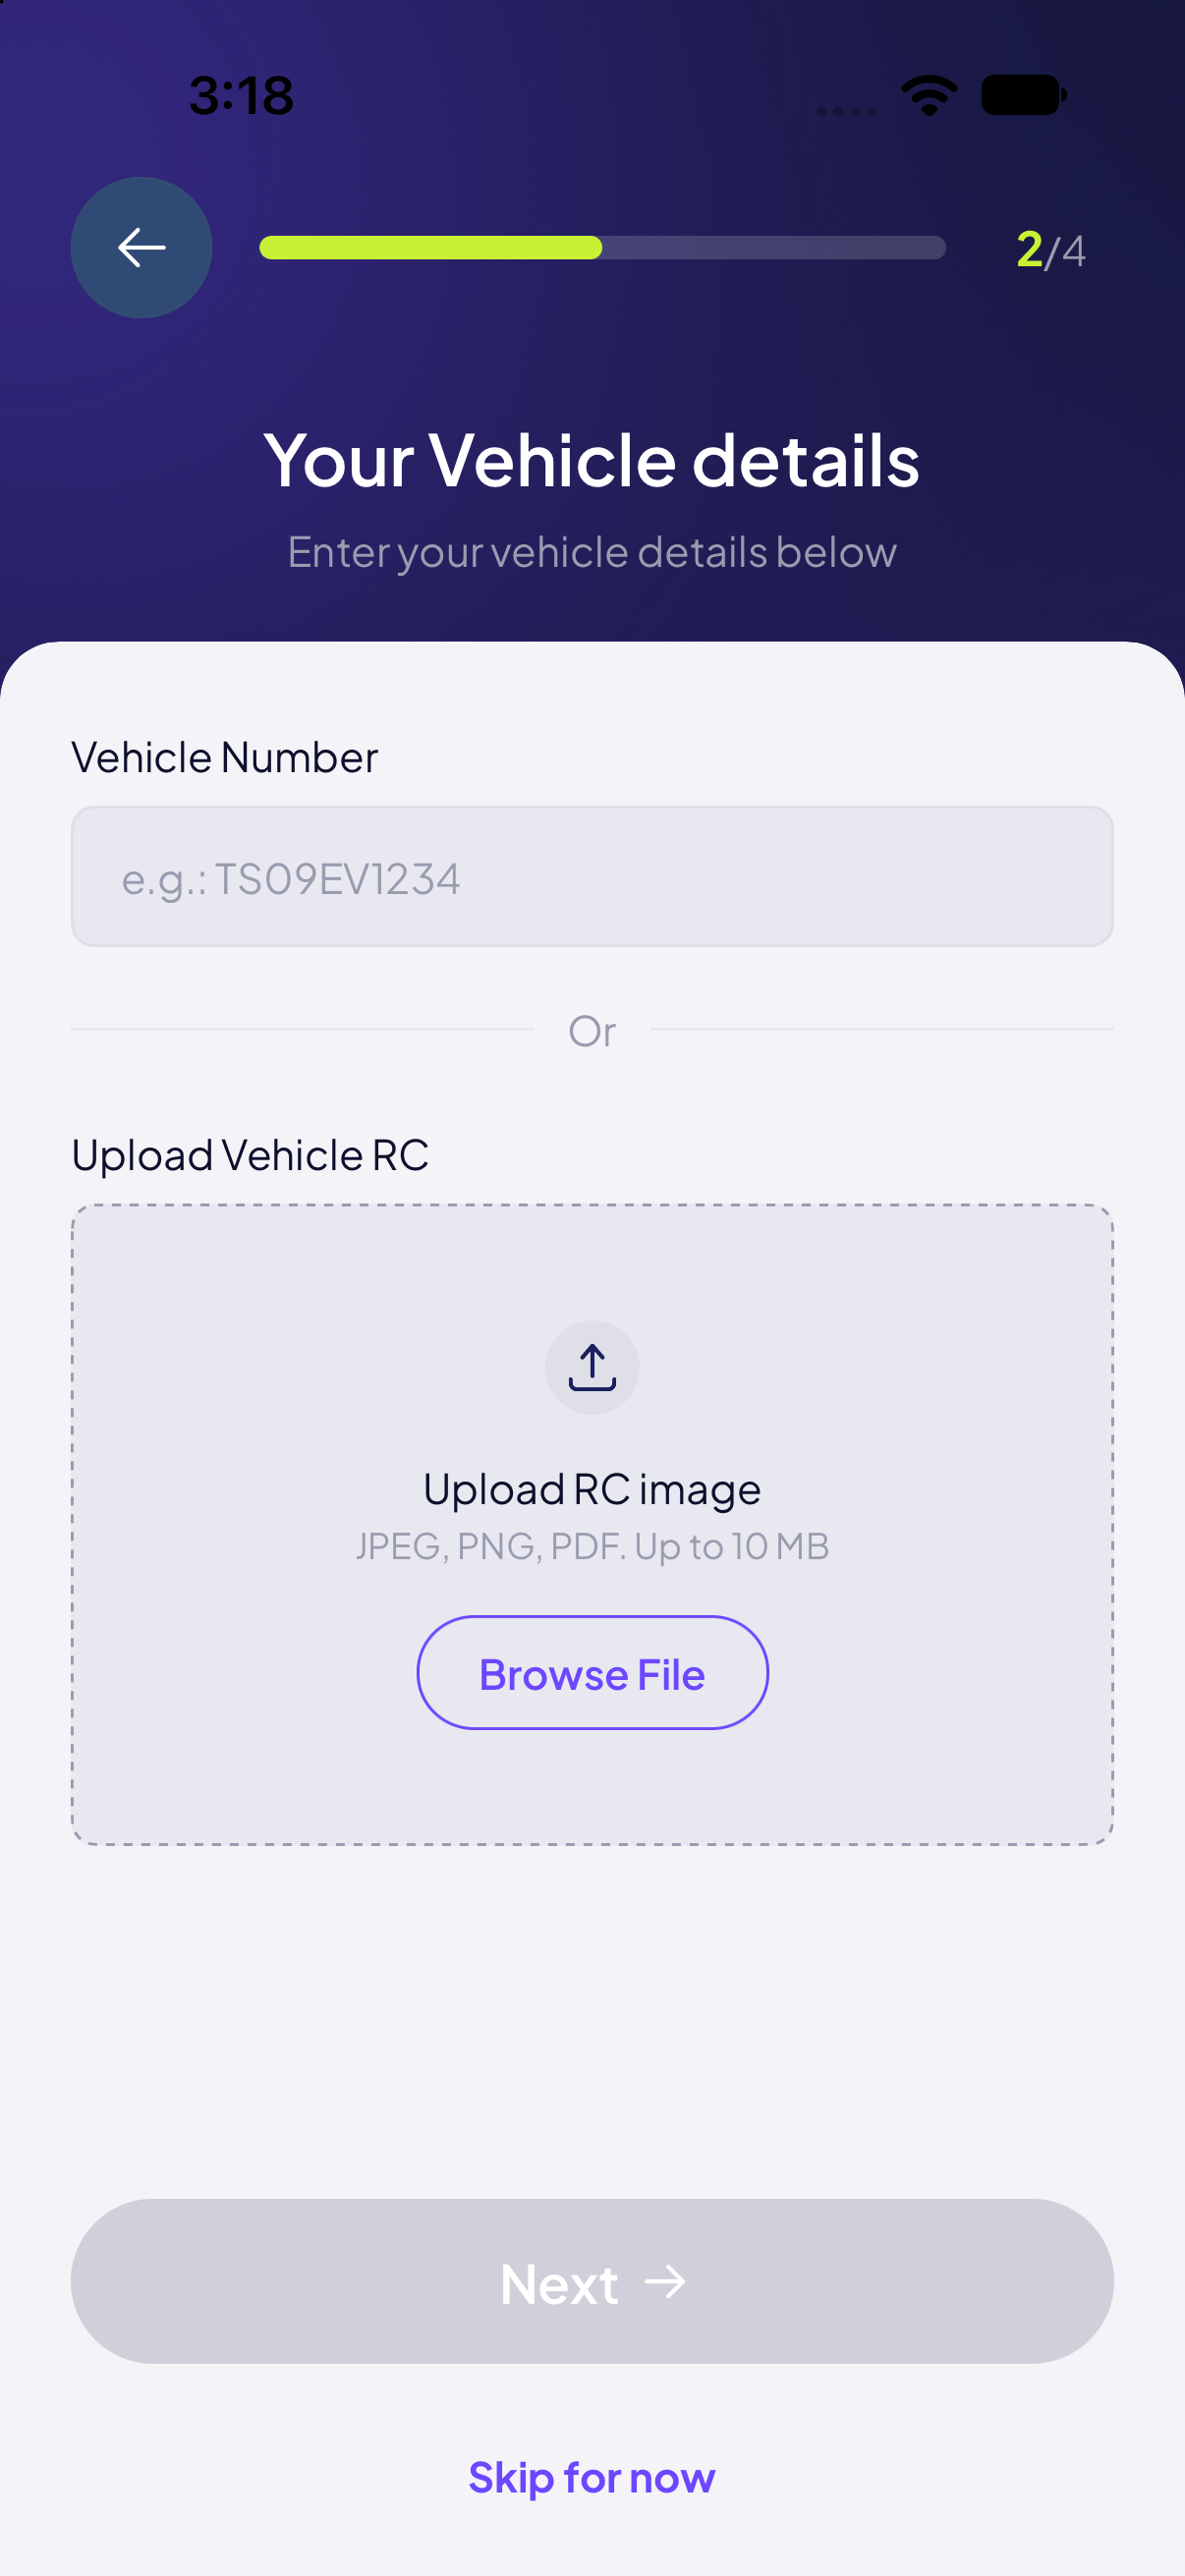 3:18
2/4
Your Vehicle details
Enter your vehicle details below
Vehicle Number
e.g.: TS09EV1234
Or
Upload Vehicle RC
Upload RC image
JPEG, PNG, PDF. Up to 10 MB
Browse File
Next
Skip for now